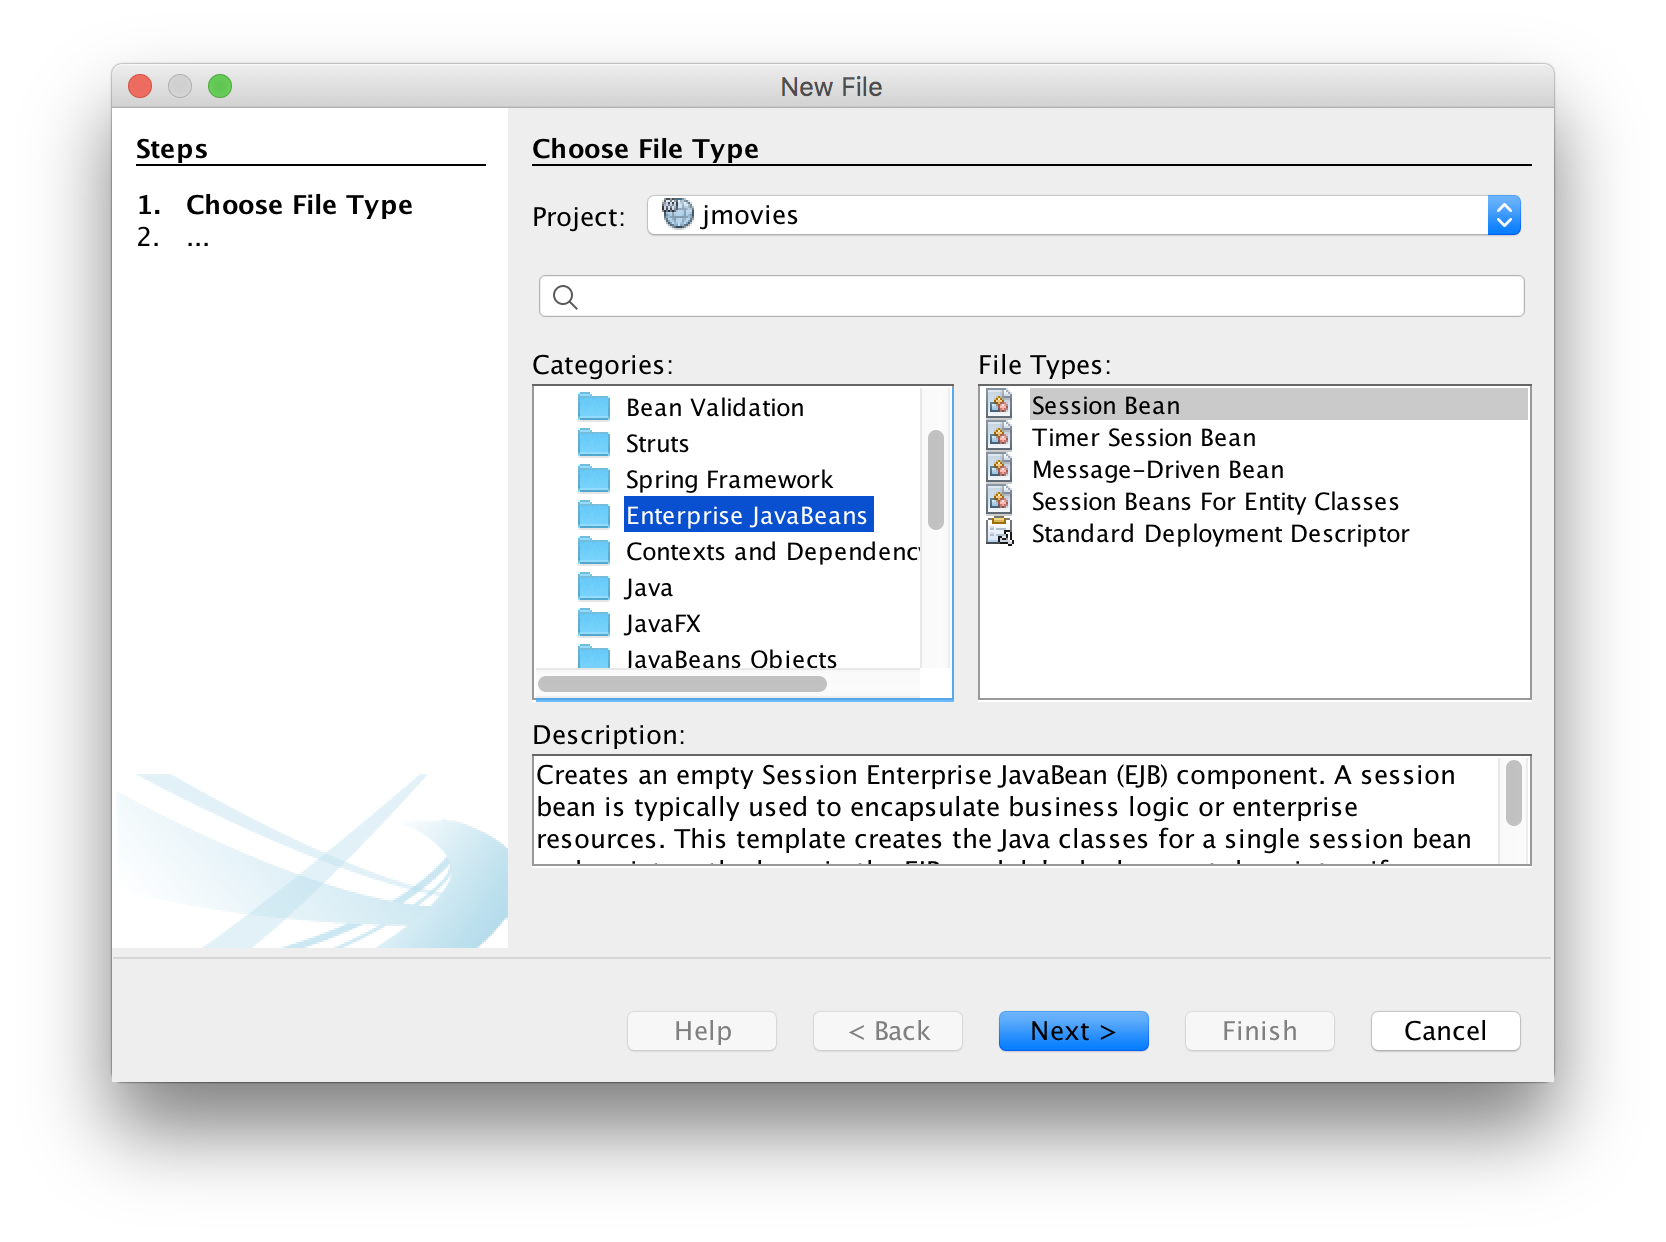 New File
Steps
1. Choose File Type
2. ...
Choose File Type
Project: jmovies
Categories:
Bean Validation
Struts
Spring Framework
Enterprise JavaBeans
Contexts and Dependency
Java
JavaFX
JavaBeans Objects
File Types:
Session Bean
Timer Session Bean
Message-Driven Bean
Session Beans For Entity Classes
Standard Deployment Descriptor
Description:
Creates an empty Session Enterprise JavaBean (EJB) component. A session
bean is typically used to encapsulate business logic or enterprise
resources. This template creates the Java classes for a single session bean
Help
< Back
Next >
Finish
Cancel